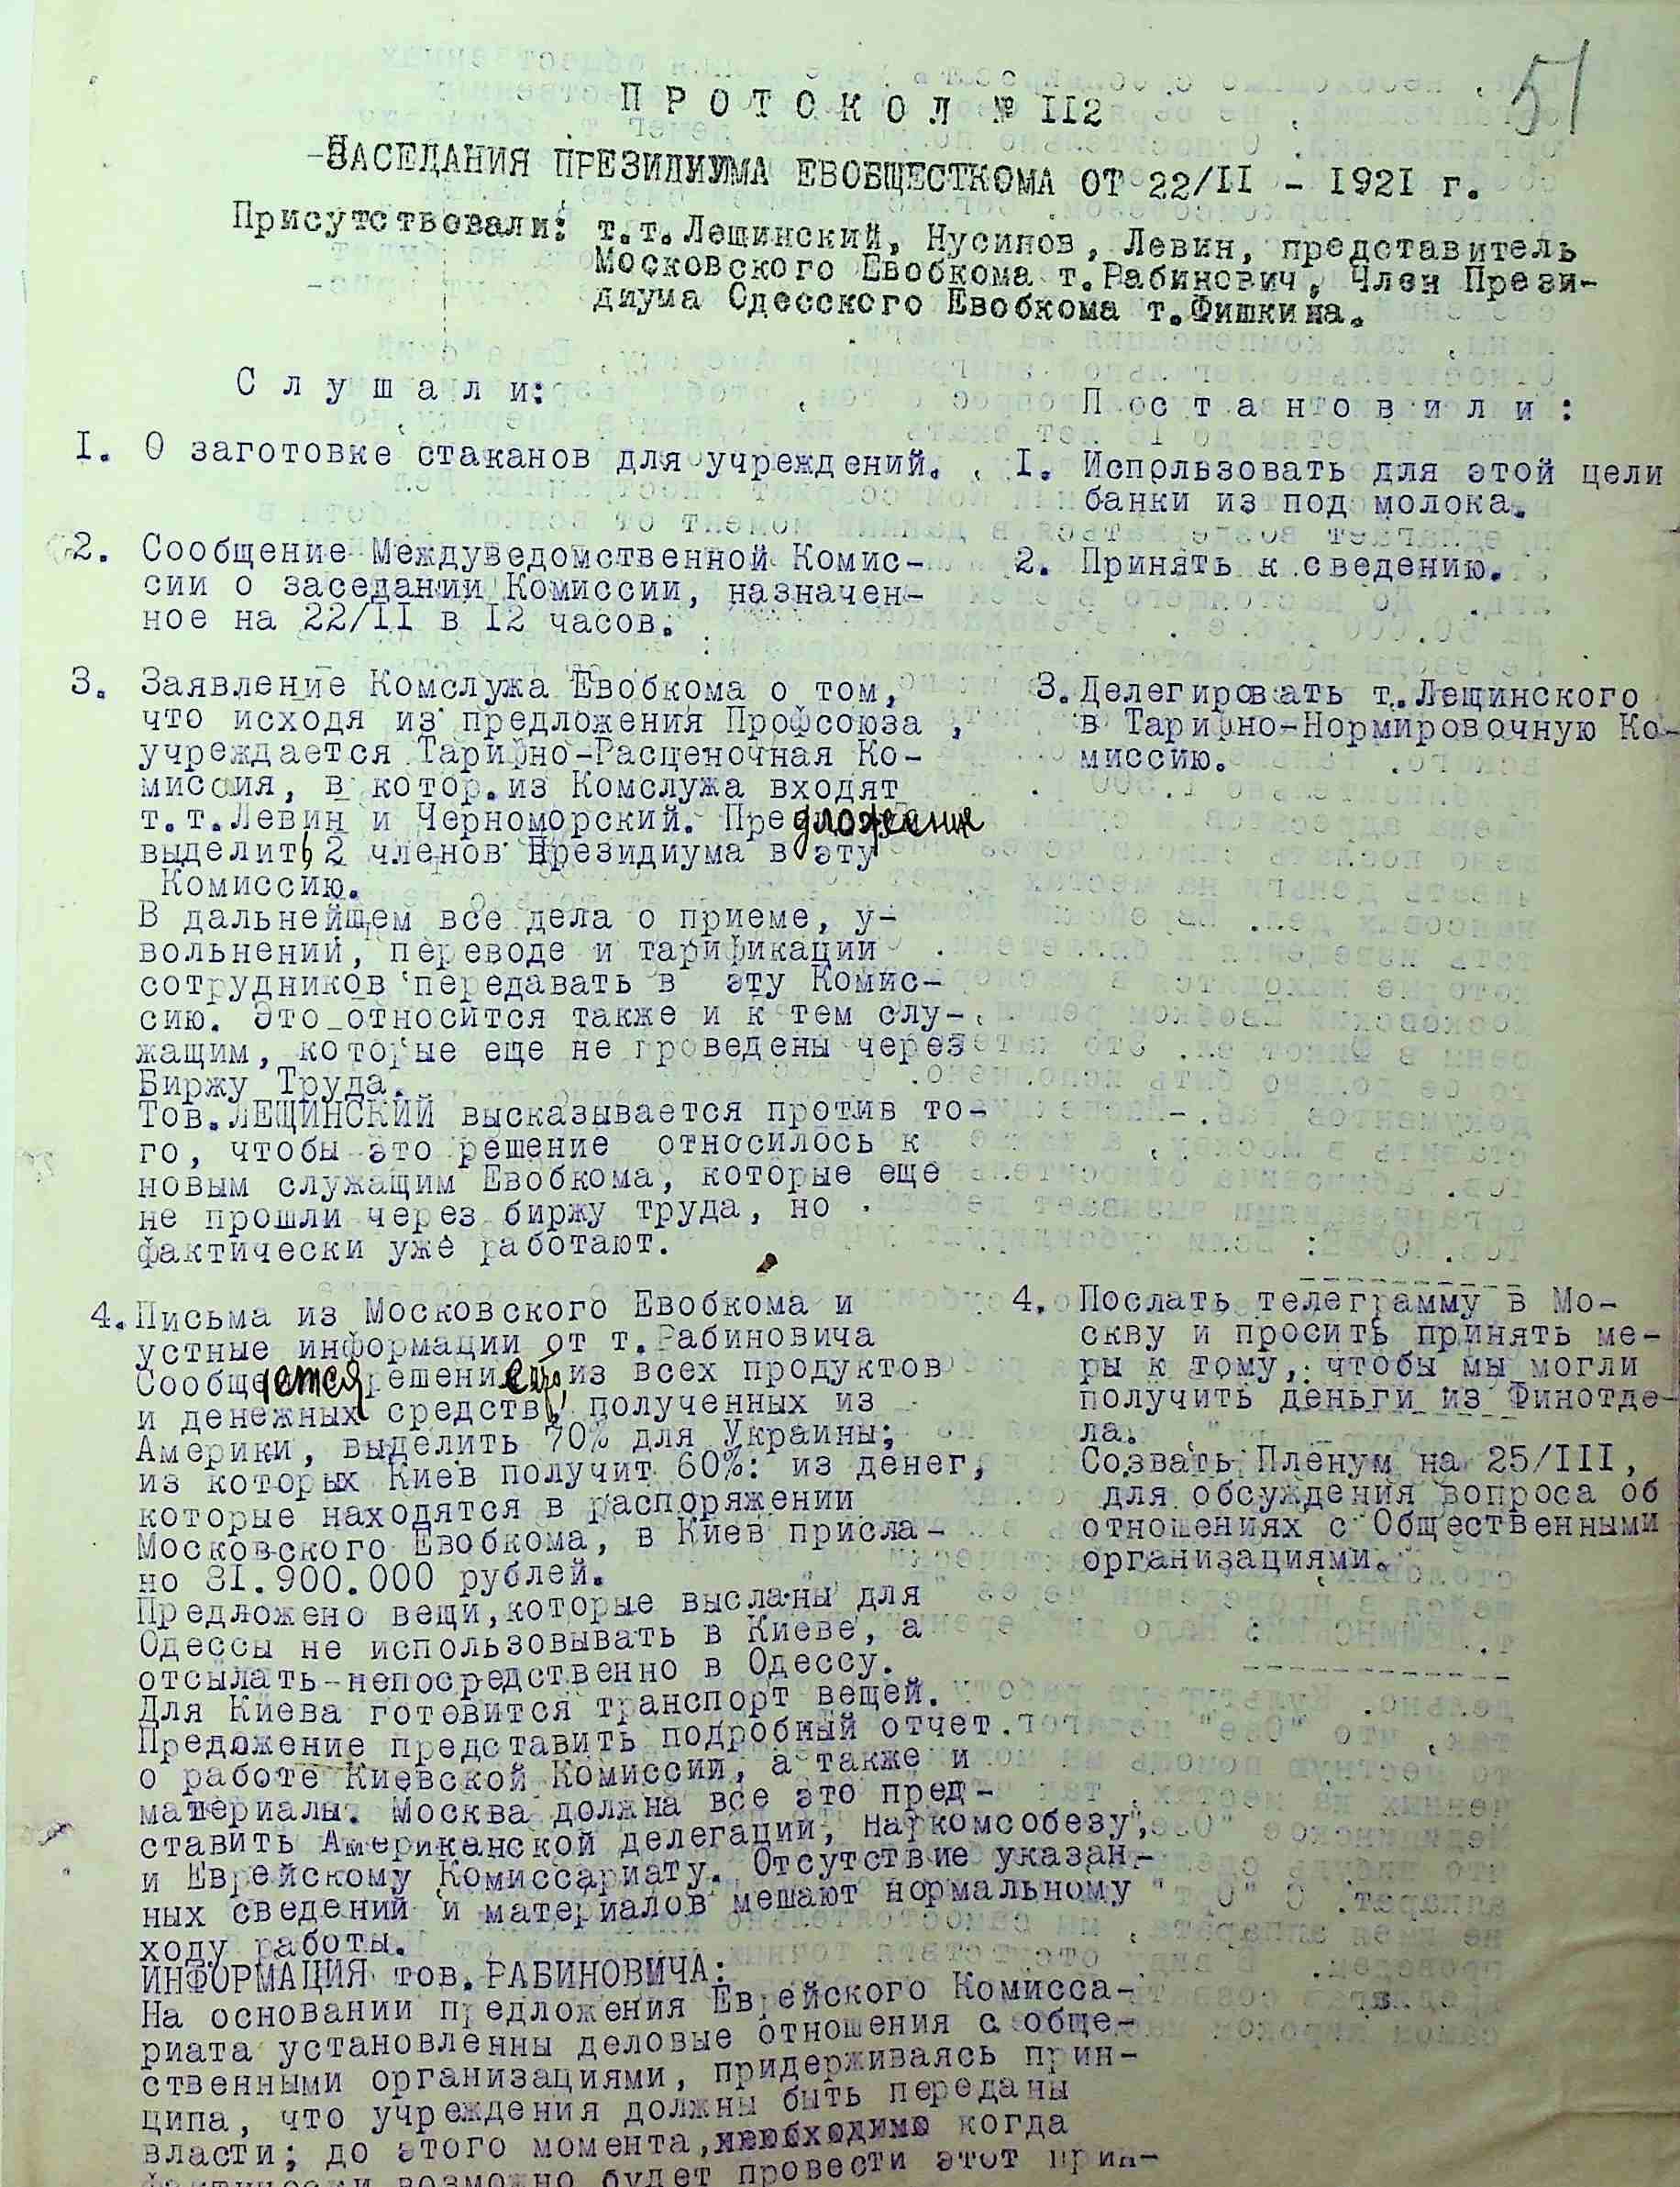 51
П Р О Т О К О Л № II2
-ЗАСЕДАНИЯ ПРЕЗИДИУМА ЕВОБЩЕСТКОМА ОТ 22/II - I92I г.
Присутствовали: т.т.Лещинский, Нусинов, Левин, представитель
Московского Евобкома т.Рабинович, Член Прези-
диума Одесского Евобкома т.Фишкина.
С л у ш а л и:
П о с т а н о в и л и :
I. О заготовке стаканов для учреждений.
I. Использовать для этой цели
банки из под молока.
2. Сообщение Междуведомственной Комис-
сии о заседании Комиссии, назначен-
ное на 22/II в I2 часов.
2. Принять к сведению.
3. Заявление Комслужа Евобкома о том,
что исходя из предложения Профсоюза ,
учреждается Тарифно-Расценочная Ко-
миссия, в котор.из Комслужа входят
т.т.Левин и Черноморский. Предложение
выделить 2 членов Президиума в эту
Комиссию.
В дальнейщем все дела о приеме, у-
вольнений, переводе и тарификации
сотрудников передавать в эту Комис-
сию. Это относится также и к тем слу-
жащим, которые еще не проведены через
Биржу Труда.
Тов.ЛЕЩИНСКИЙ высказывается против то-
го, чтобы это решение относилось к
новым служащим Евобкома, которые еще
не прошли через биржу труда, но
фактически уже работают.
3. Делегировать т.Лещинского
в Тарифно-Нормировочную Ко-
миссию.
4. Письма из Московского Евобкома и
устные информации от т.Рабиновича
Сообщается решение из всех продуктов
и денежных средств, полученных из
Америки, выделить 70% для Украины;
из которых Киев получит 60%: из денег,
которые находятся в распоряжении
Московского Евобкома, в Киев присла-
но 31.900.000 рублей.
Предложено вещи,которые высланы для
Одессы не использовывать в Киеве, а
отсылать-непосредственно в Одессу.
Для Киева готовится транспорт вещей.
Предложение представить подробный отчет
о работе Киевской Комиссии, а также и
материалы. Москва должна все это пред-
ставить Американской делегации, Наркомсобезу,
и Еврейскому Комиссариату. Отсутствие указан-
ных сведений и материалов мешают нормальному
ходу работы.
ИНФОРМАЦИЯ тов.РАБИНОВИЧА:
На основании предложения Еврейского Комисса-
риата установленны деловые отношения с обще-
ственными организациями, придерживаясь прин-
ципа, что учреждения должны быть переданы
власти; до этого момента, когда
фактически возможно будет провести этот прин-
4. Послать телеграмму в Мо-
скву и просить принять ме-
ры к тому, чтобы мы могли
получить деньги из Финотде-
ла.
Созвать Пленум на 25/III,
для обсуждения вопроса об
отношениях с Общественными
организациями.